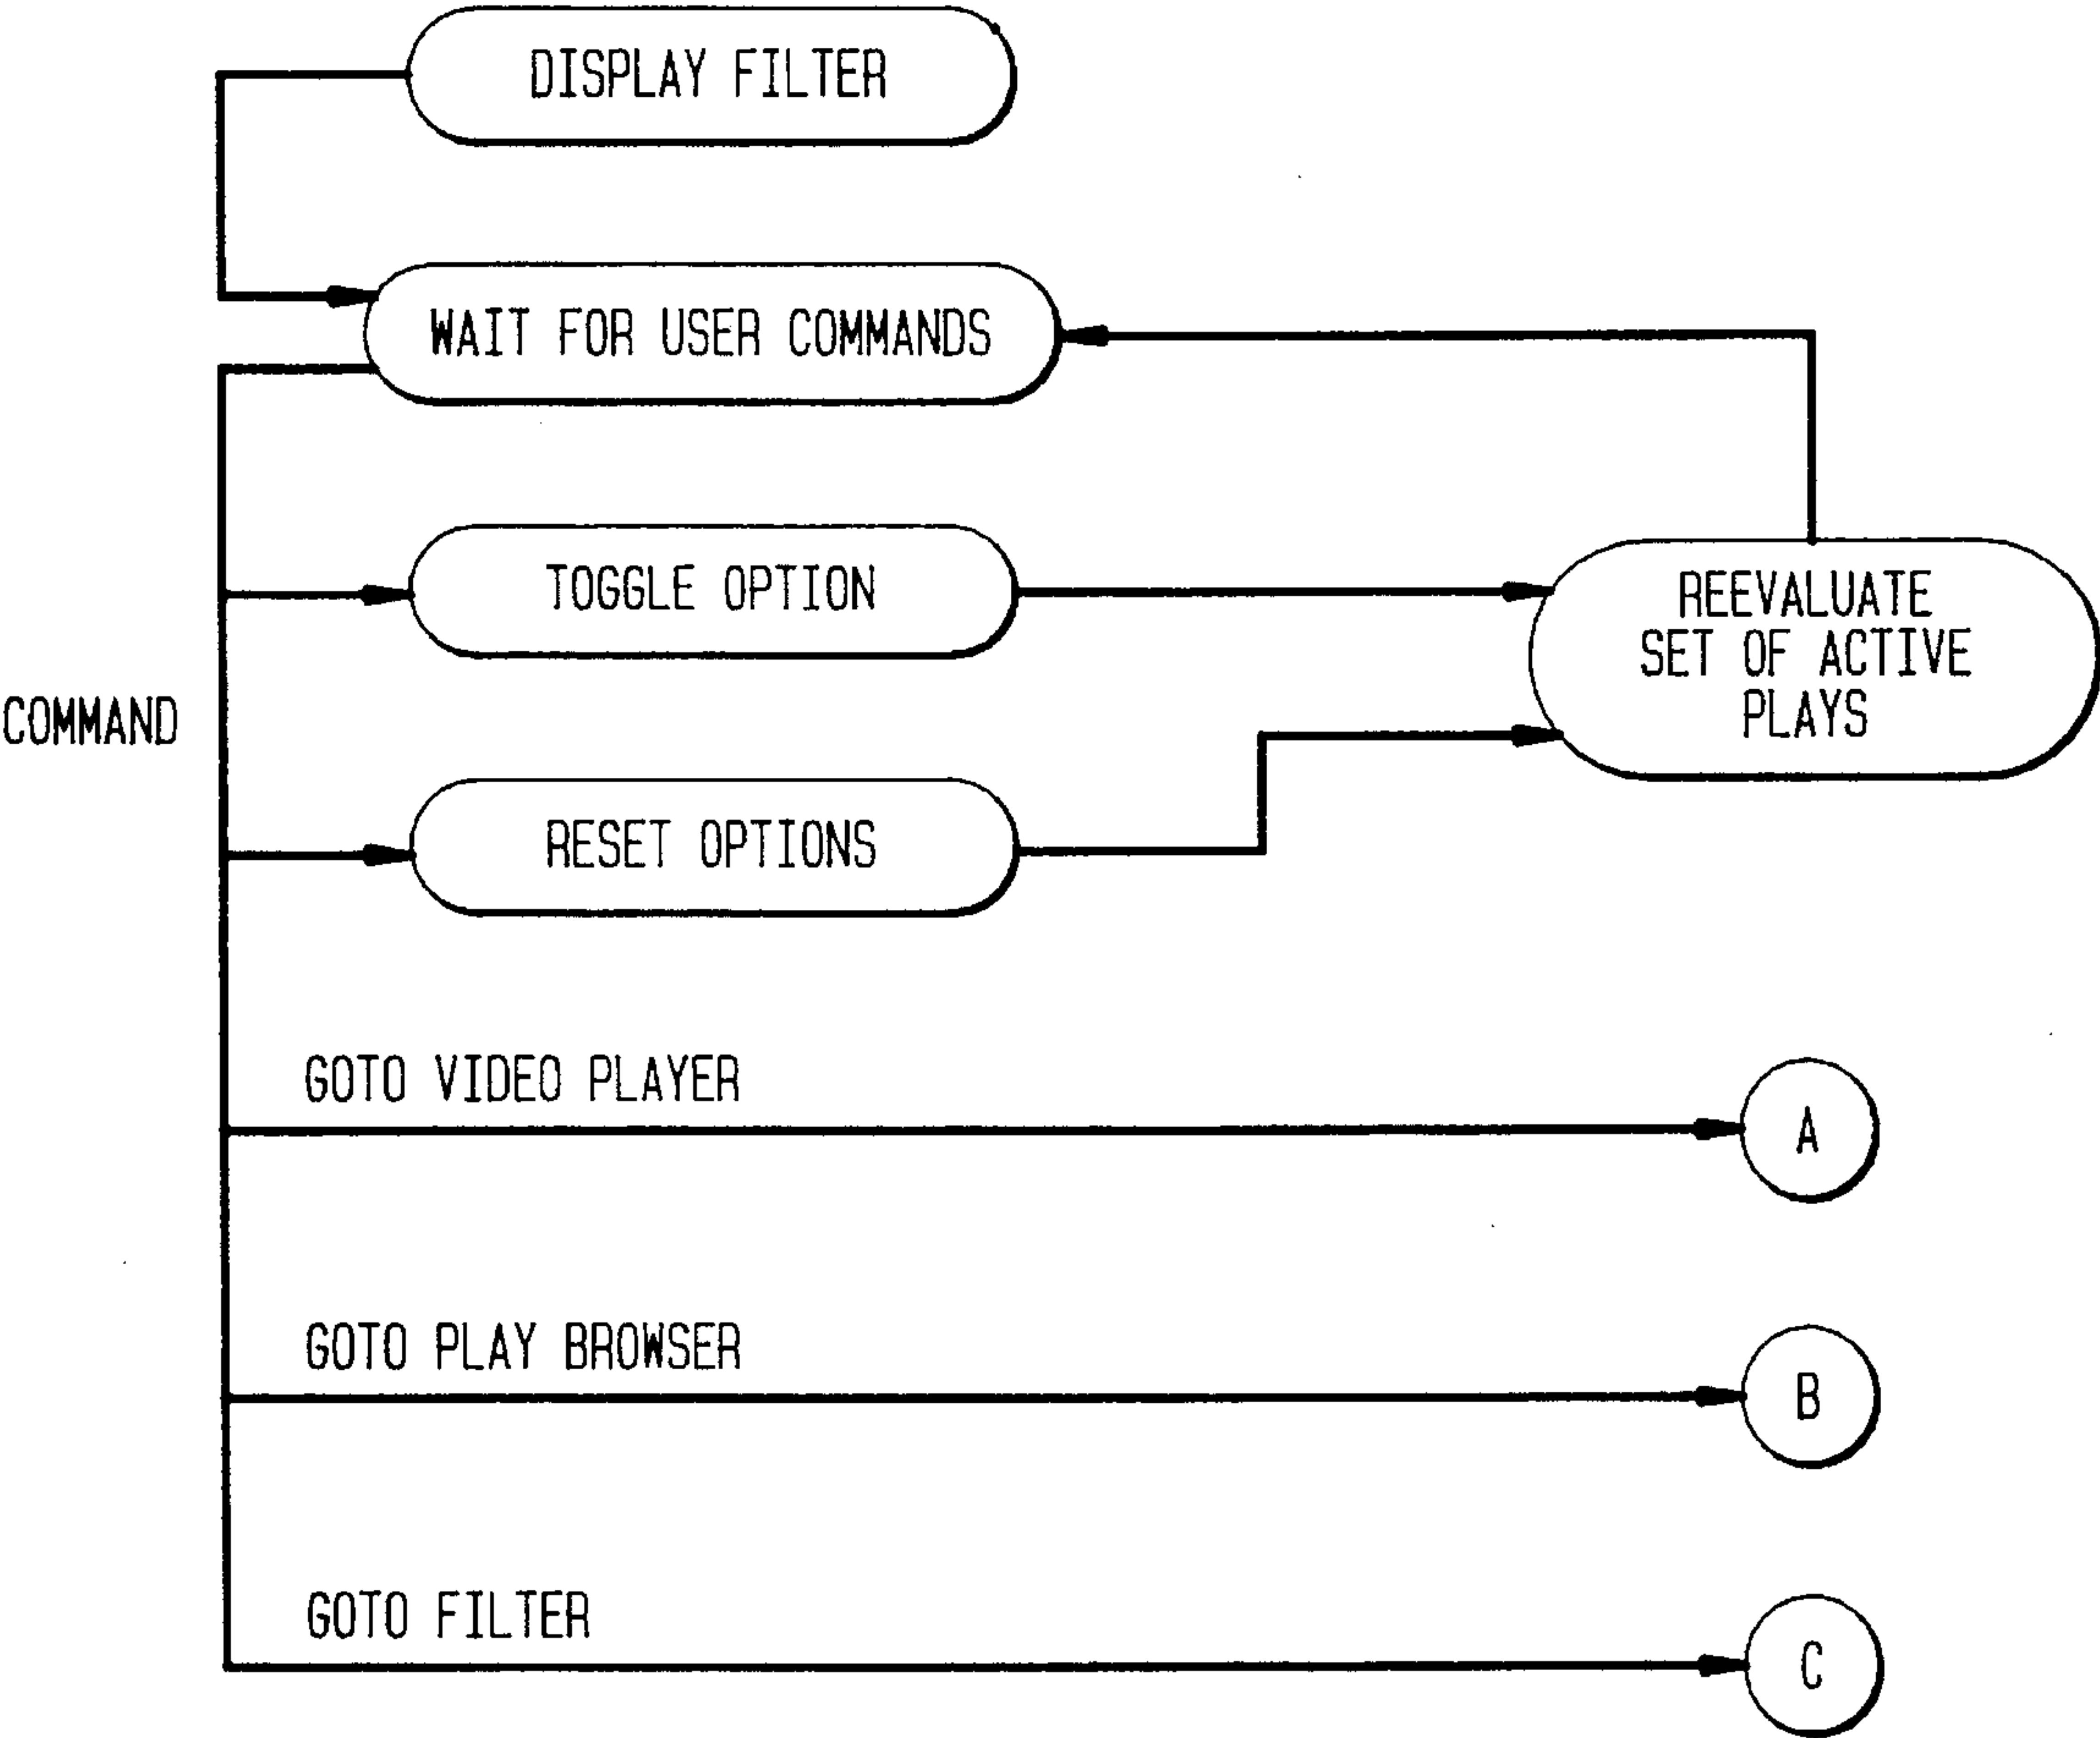 DISPLAY FILTER
WAIT FOR USER COMMANDS
TOGGLE OPTION
REEVALUATE
SET OF ACTIVE
PLAYS
COMMAND
RESET OPTIONS
GOTO VIDEO PLAYER
A
GOTO PLAY BROWSER
B
GOTO FILTER
C